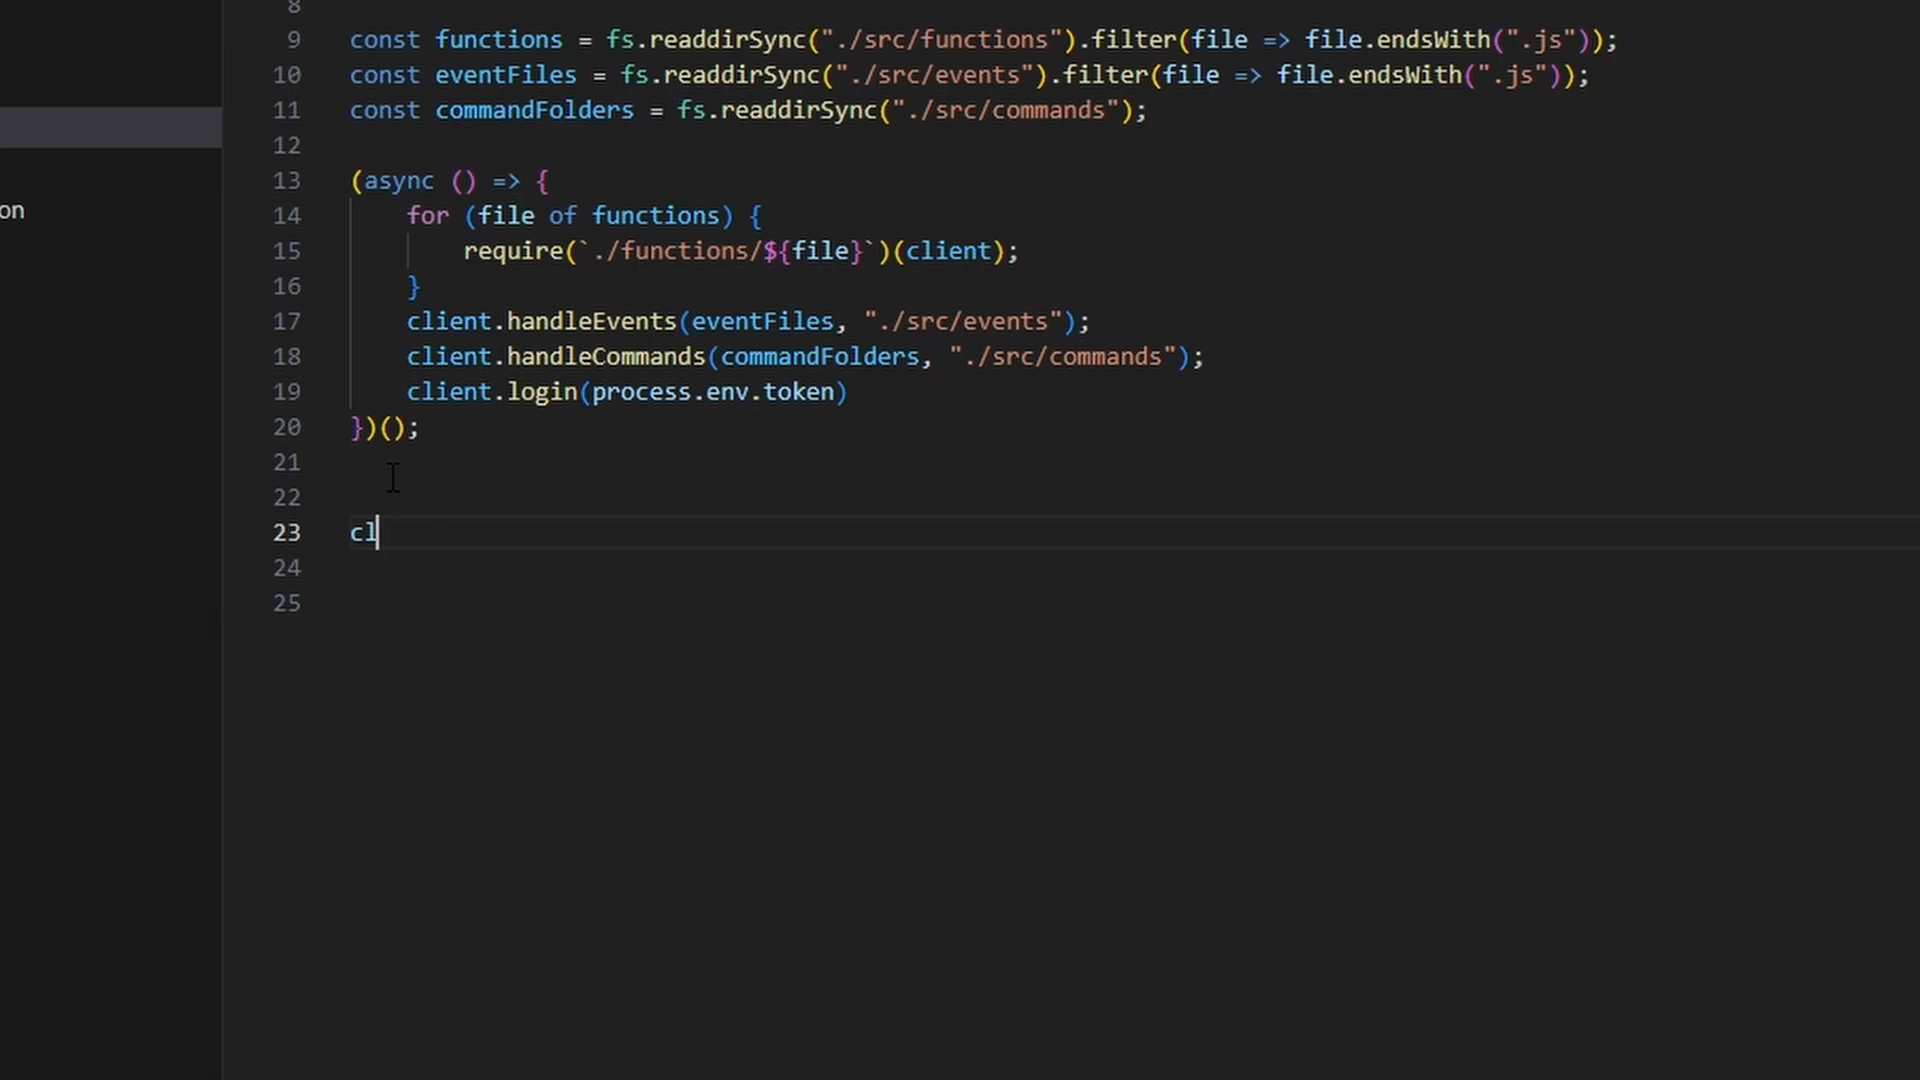 8
9 const functions = fs.readdirSync("./src/functions").filter(file => file.endsWith(".js"));
10 const eventFiles = fs.readdirSync("./src/events").filter(file => file.endsWith(".js"));
11 const commandFolders = fs.readdirSync("./src/commands");
12
13 (async () => {
on
14     for (file of functions) {
15         require(`./functions/${file}`)(client);
16     }
17     client.handleEvents(eventFiles, "./src/events");
18     client.handleCommands(commandFolders, "./src/commands");
19     client.login(process.env.token)
20 })();
21
22
23 cl
24
25